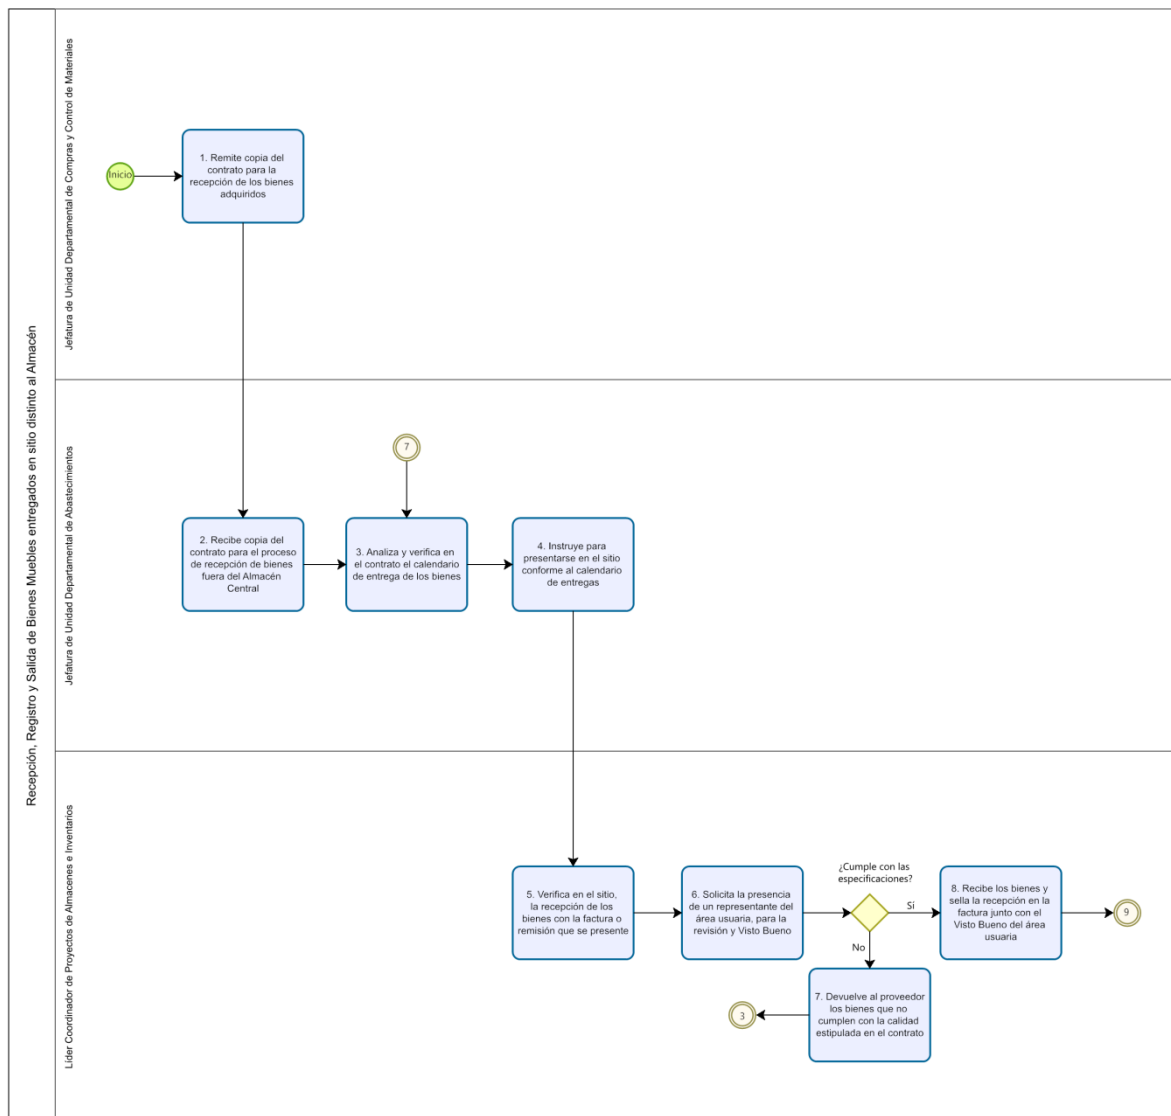 Recepción, Registro y Salida de Bienes Muebles entregados en sitio distinto al Almacén
Jefatura de Unidad Departamental de Compras y Control de Materiales
Inicio
1. Remite copia del
contrato para la
recepción de los bienes
adquiridos
Jefatura de Unidad Departamental de Abastecimientos
7
2. Recibe copia del
contrato para el proceso
de recepción de bienes
fuera del Almacén
Central
3. Analiza y verifica en
el contrato el calendario
de entrega de los bienes
4. Instruye para
presentarse en el sitio
conforme al calendario
de entregas
Líder Coordinador de Proyectos de Almacenes e Inventarios
5. Verifica en el sitio,
la recepción de los
bienes con la factura o
remisión que se presente
6. Solicita la presencia
de un representante del
área usuaria, para la
revisión y Visto Bueno
¿Cumple con las
especificaciones?
Sí
No
8. Recibe los bienes y
sella la recepción en la
factura junto con el
Visto Bueno del área
usuaria
9
7. Devuelve al proveedor
los bienes que no
cumplen con la calidad
estipulada en el contrato
3